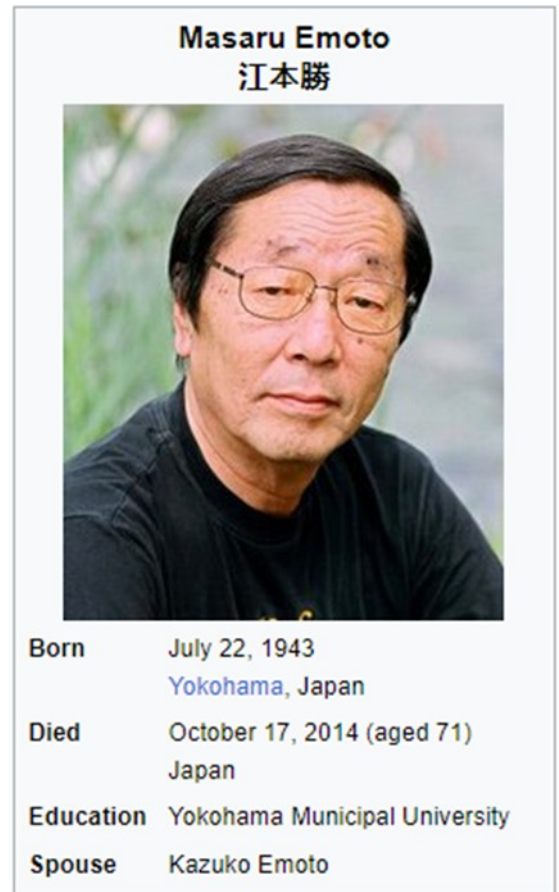 Masaru Emoto
江本勝
Born July 22, 1943
Yokohama, Japan
Died October 17, 2014 (aged 71)
Japan
Education Yokohama Municipal University
Spouse Kazuko Emoto